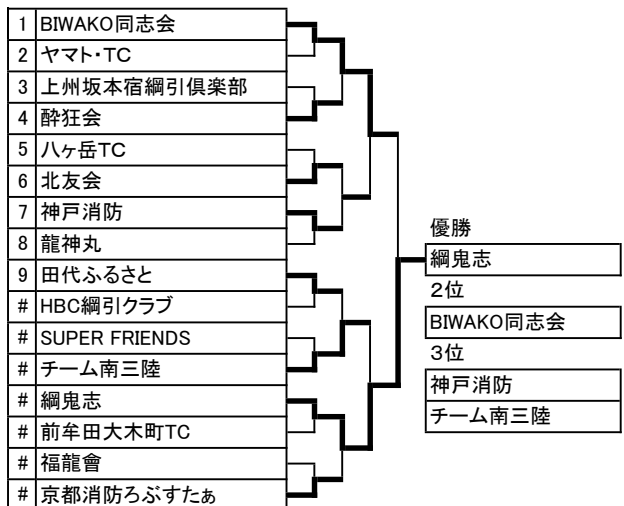 1 BIWAKO同志会
2 ヤマト・TC
3 上州坂本宿綱引倶楽部
4 酔狂会
5 八ヶ岳TC
6 北友会
7 神戸消防
8 龍神丸
9 田代ふるさと
# HBC綱引クラブ
# SUPER FRIENDS
# チーム南三陸
# 綱鬼志
# 前牟田大木町TC
# 福龍會
# 京都消防ろぶすたぁ
優勝
綱鬼志
2位
BIWAKO同志会
3位
神戸消防
チーム南三陸